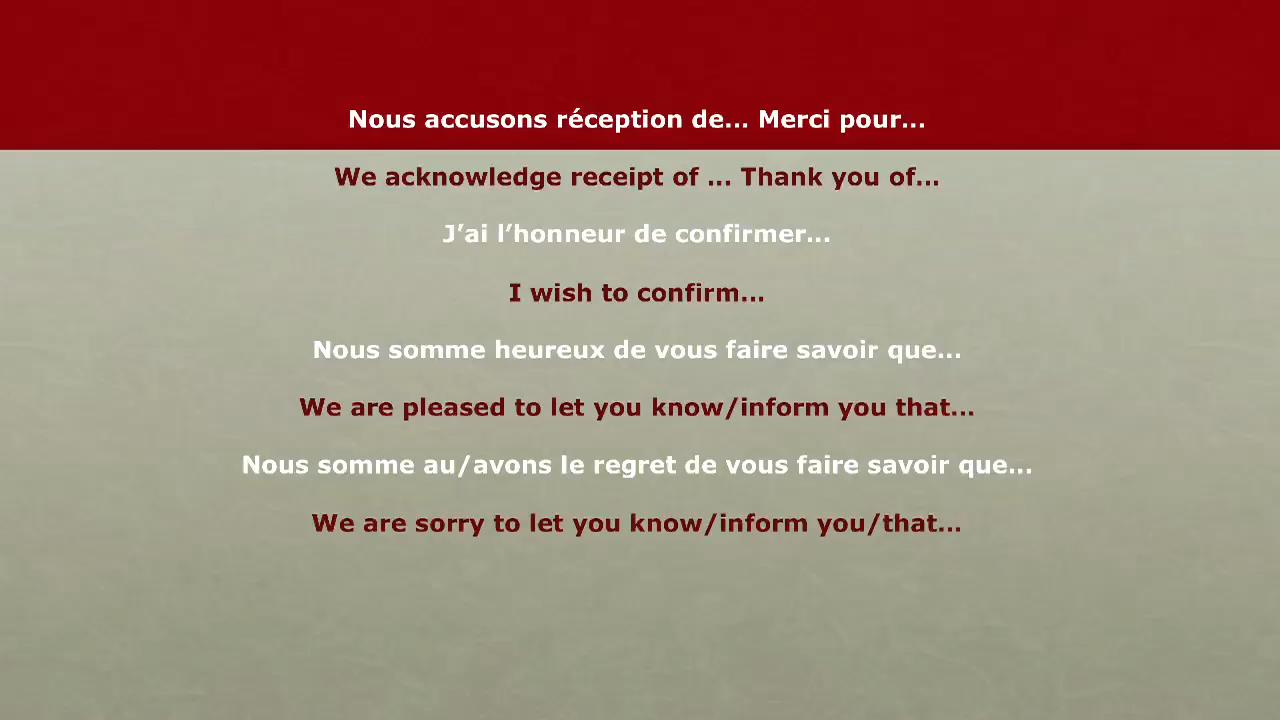 Nous accusons réception de... Merci pour...
We acknowledge receipt of ... Thank you of...
J’ai l’honneur de confirmer...
I wish to confirm...
Nous somme heureux de vous faire savoir que...
We are pleased to let you know/inform you that...
Nous somme au/avons le regret de vous faire savoir que...
We are sorry to let you know/inform you/that...